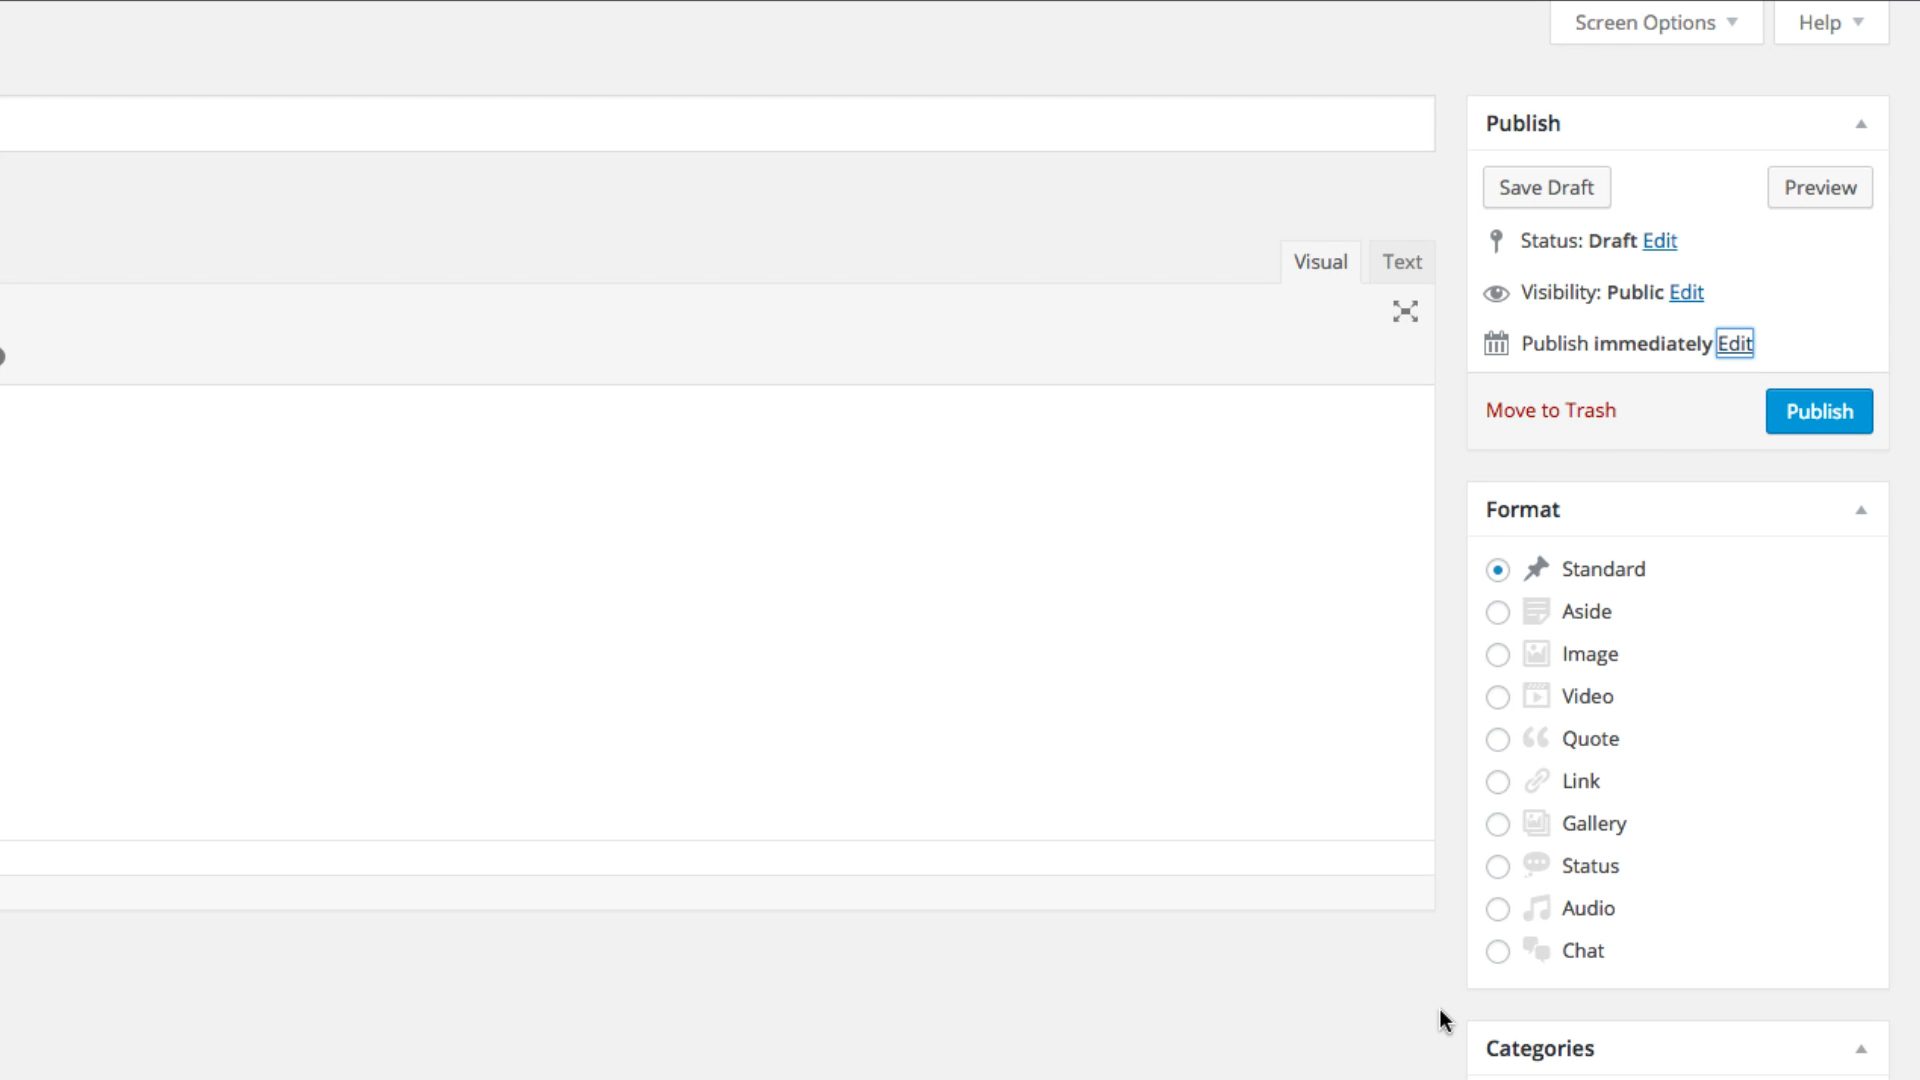 Screen Options Help
Publish
Save Draft Preview
Visual Text
Status: Draft Edit
Visibility: Public Edit
Publish immediately Edit
Move to Trash Publish
Format
Standard
Aside
Image
Video
Quote
Link
Gallery
Status
Audio
Chat
Categories